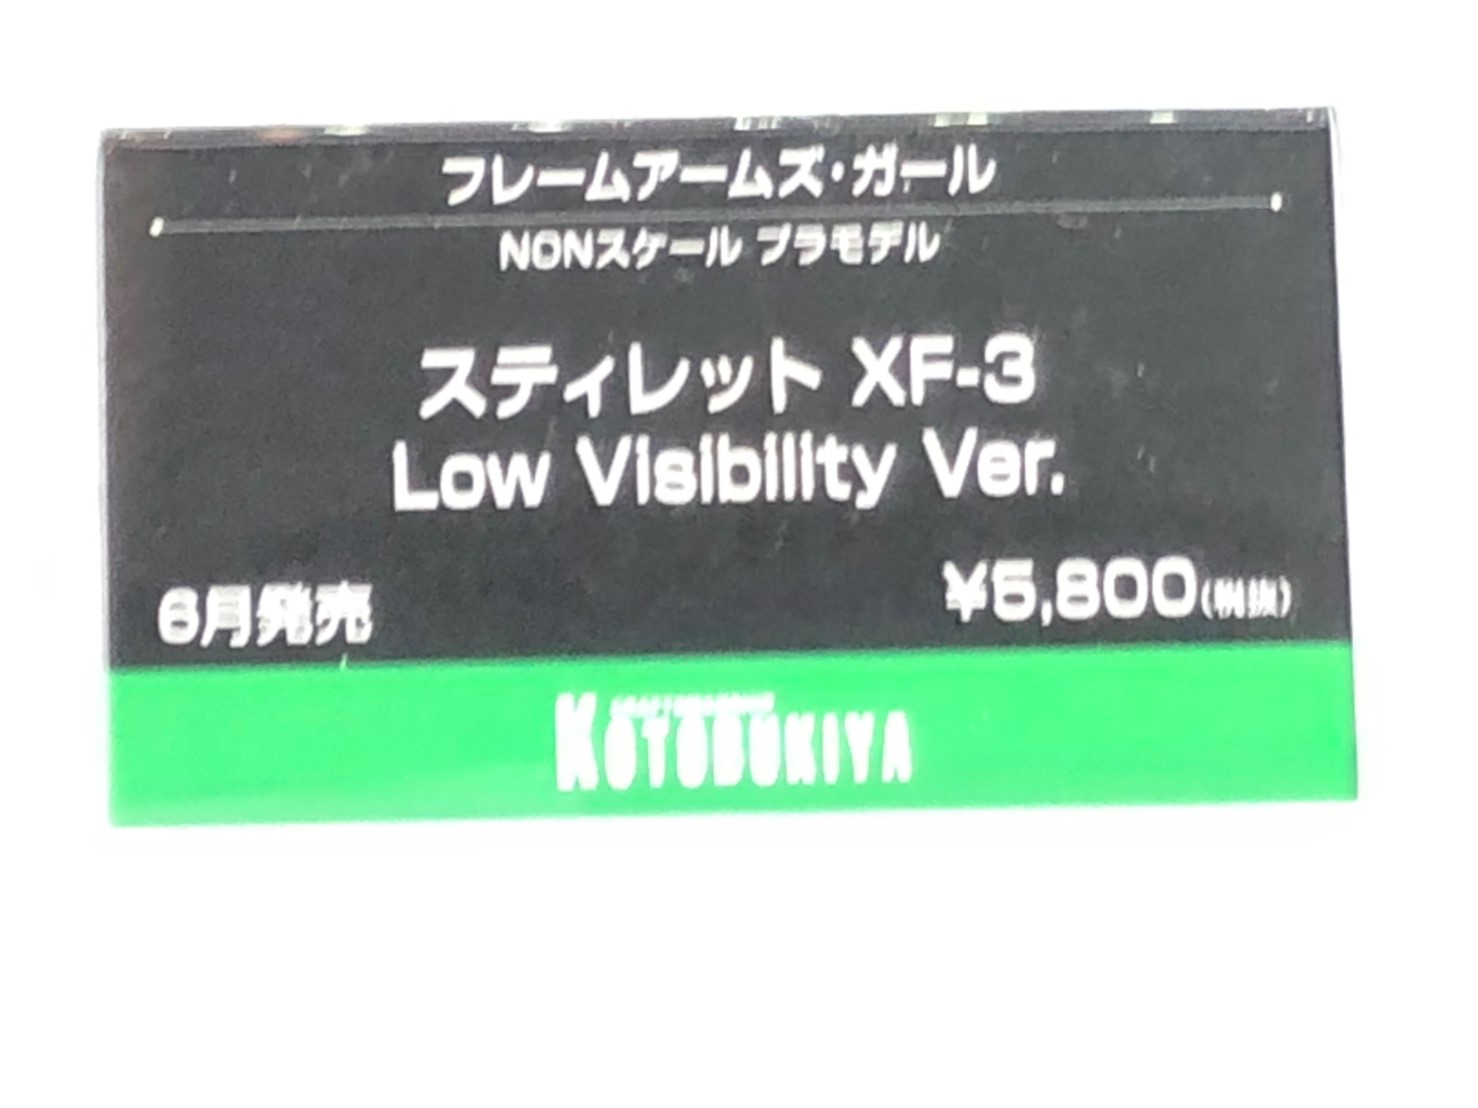 フレームアームズ・ガール
NONスケール プラモデル
スティレット XF-3
Low Visibility Ver.
6月発売
¥5,800(税抜)
KOTOBUKIYA